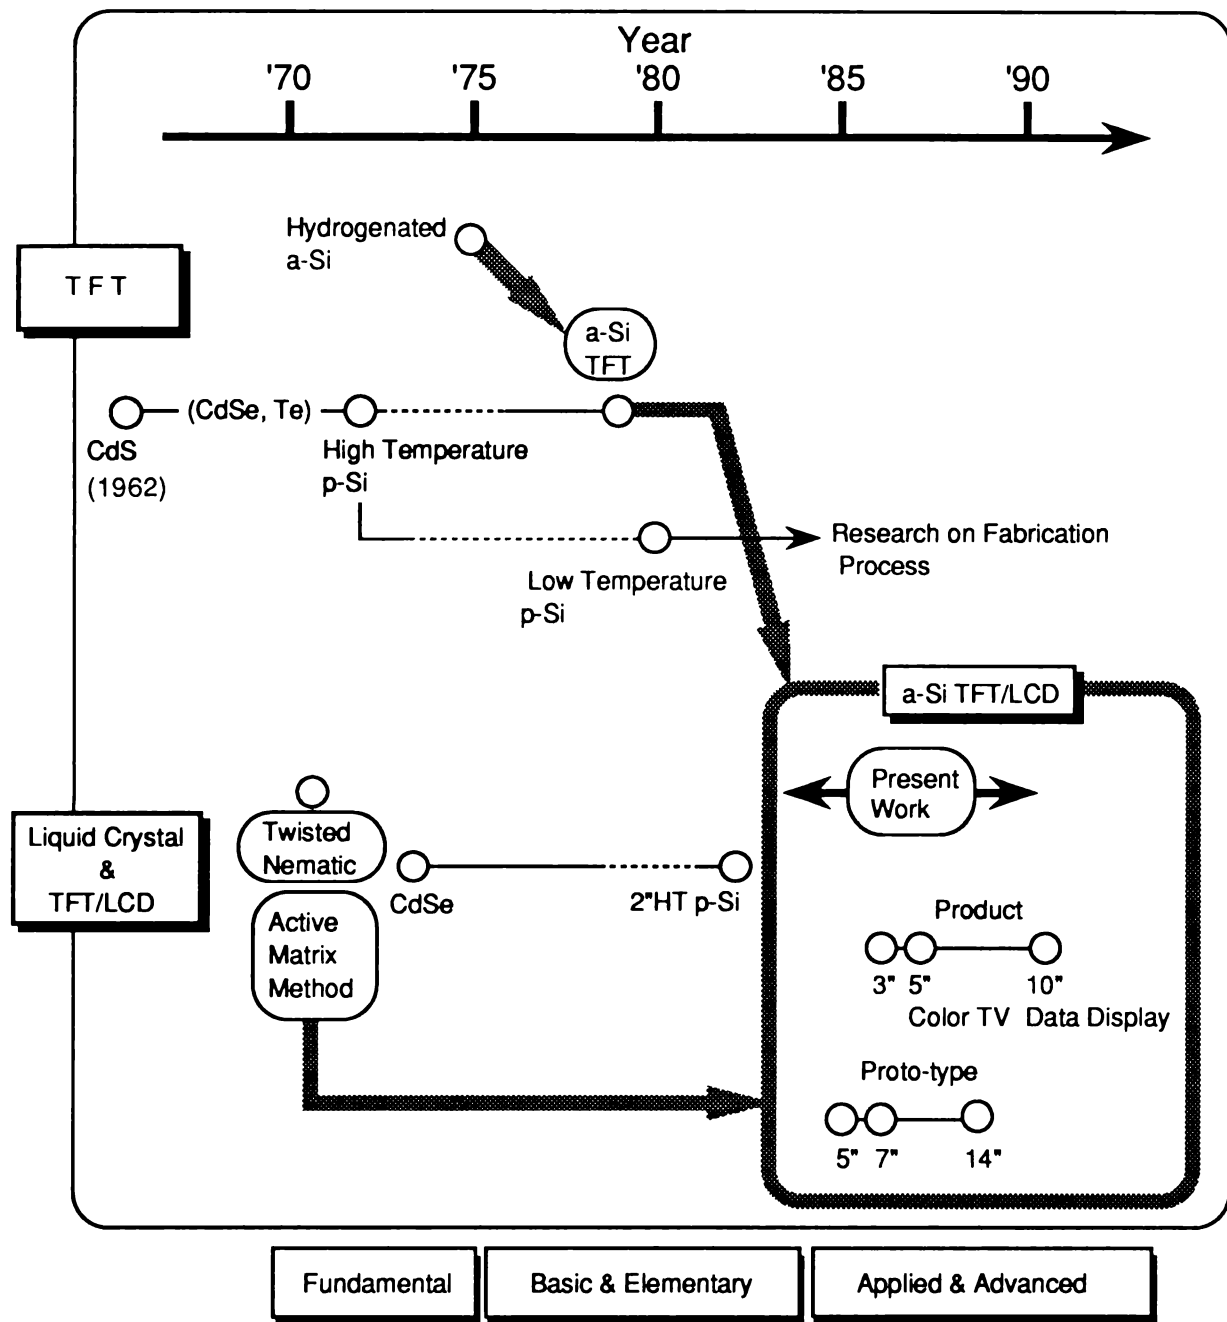 Year
'70 '75 '80 '85 '90
Hydrogenated
a-Si
TFT
a-Si
TFT
(CdSe, Te)
CdS
(1962)
High Temperature
p-Si
Research on Fabrication
Process
Low Temperature
p-Si
a-Si TFT/LCD
Present
Work
Liquid Crystal
&
TFT/LCD
Twisted
Nematic
CdSe
2"HT p-Si
Active
Matrix
Method
Product
3" 5" 10"
Color TV Data Display
Proto-type
5" 7" 14"
Fundamental
Basic & Elementary
Applied & Advanced